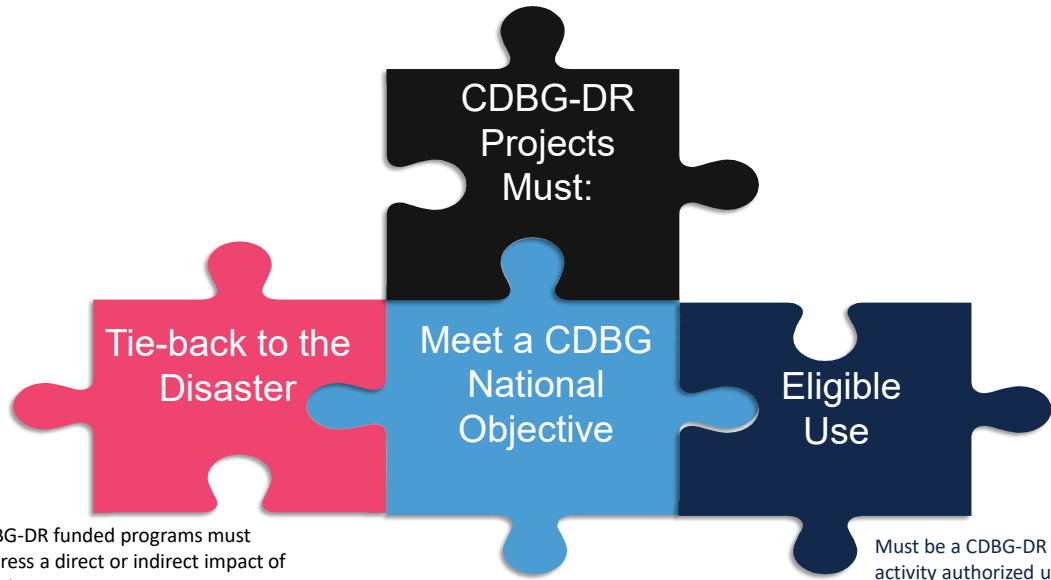 CDBG-DR
Projects
Must:
Tie-back to the
Disaster
Meet a CDBG
National
Objective
Eligible
Use
BG-DR funded programs must
ress a direct or indirect impact of
Must be a CDBG-DR
activity authorized u